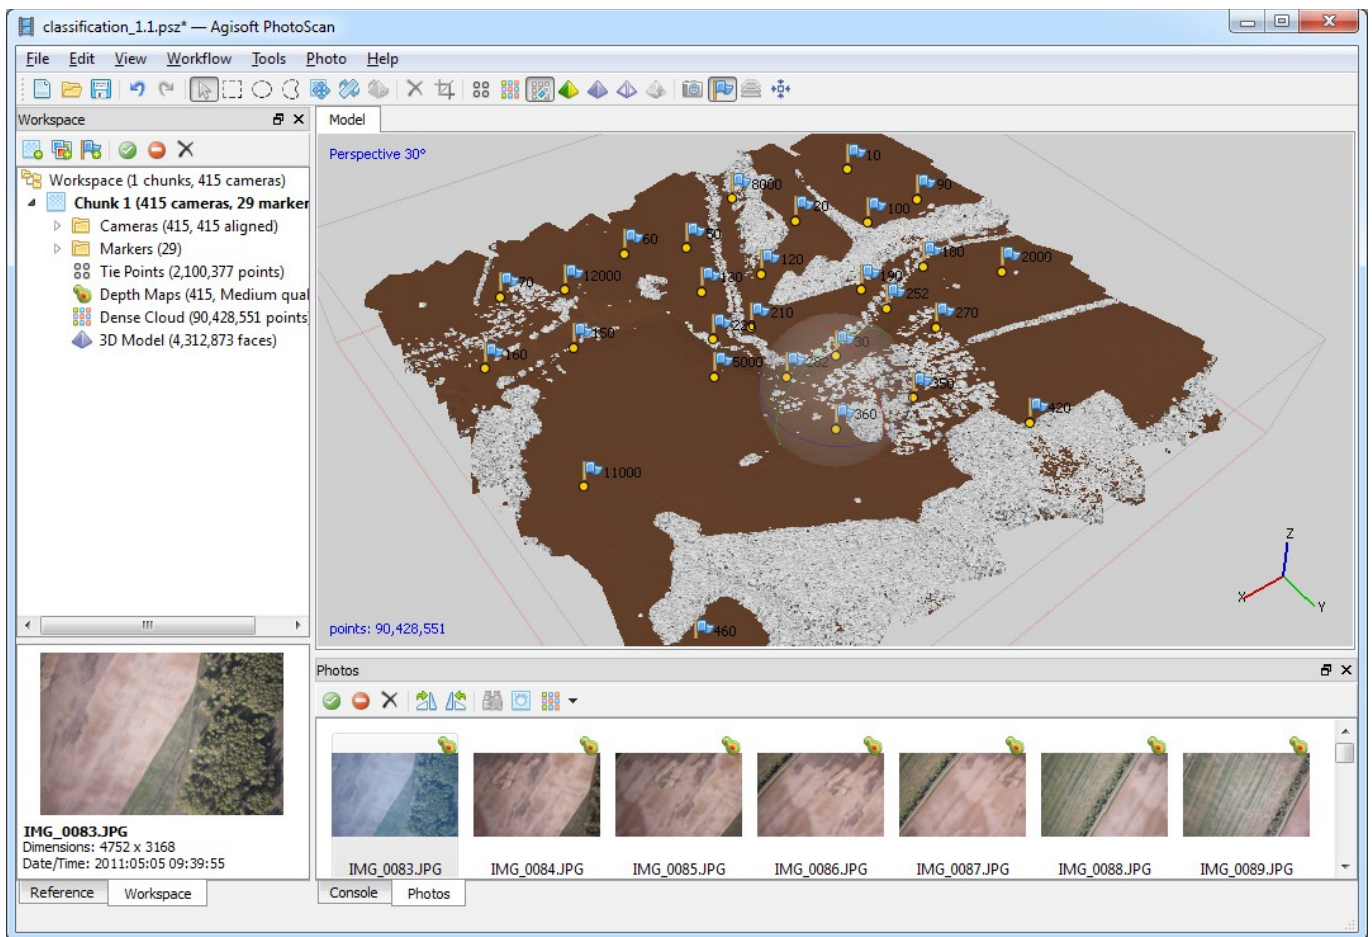 classification_1.1.psz* — Agisoft PhotoScan
File Edit View Workflow Tools Photo Help
Workspace
Model
Workspace (1 chunks, 415 cameras)
Chunk 1 (415 cameras, 29 marker
Cameras (415, 415 aligned)
Markers (29)
Tie Points (2,100,377 points)
Depth Maps (415, Medium qual
Dense Cloud (90,428,551 points
3D Model (4,312,873 faces)
Perspective 30°
10
8000
90
20
100
60
50
180
120
2000
70
12000
130
190
252
210
270
150
30
160
5000
350
360
420
11000
460
Z
X
Y
points: 90,428,551
IMG_0083.JPG
Dimensions: 4752 x 3168
Date/Time: 2011:05:05 09:39:55
Reference Workspace
Photos
IMG_0083.JPG IMG_0084.JPG IMG_0085.JPG IMG_0086.JPG IMG_0087.JPG IMG_0088.JPG IMG_0089.JPG
Console Photos